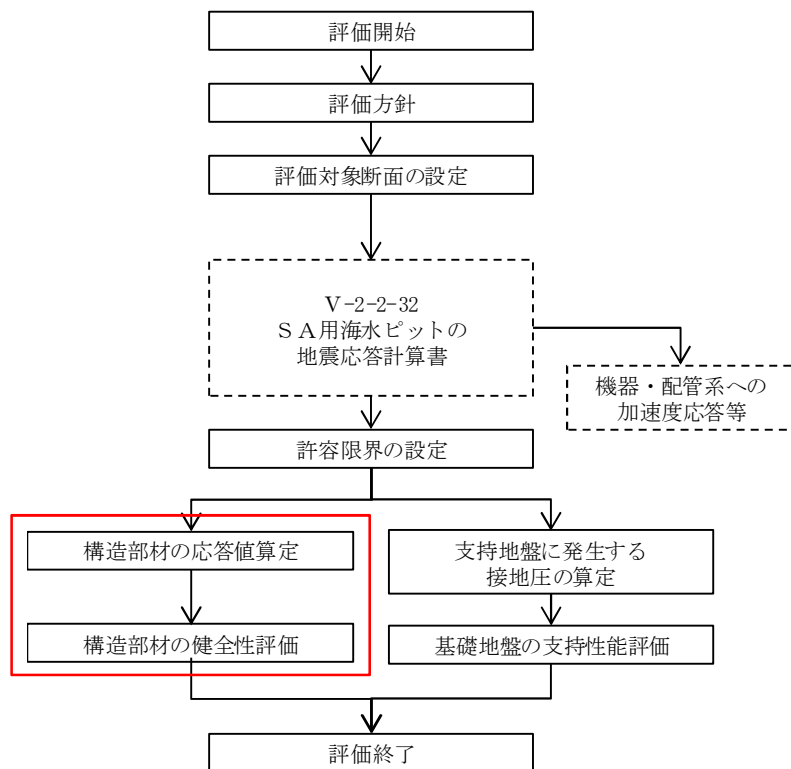 評価開始
評価方針
評価対象断面の設定
Ⅴ-2-2-32
ＳＡ用海水ピットの
地震応答計算書
機器・配管系への
加速度応答等
許容限界の設定
構造部材の応答値算定
支持地盤に発生する
接地圧の算定
構造部材の健全性評価
基礎地盤の支持性能評価
評価終了